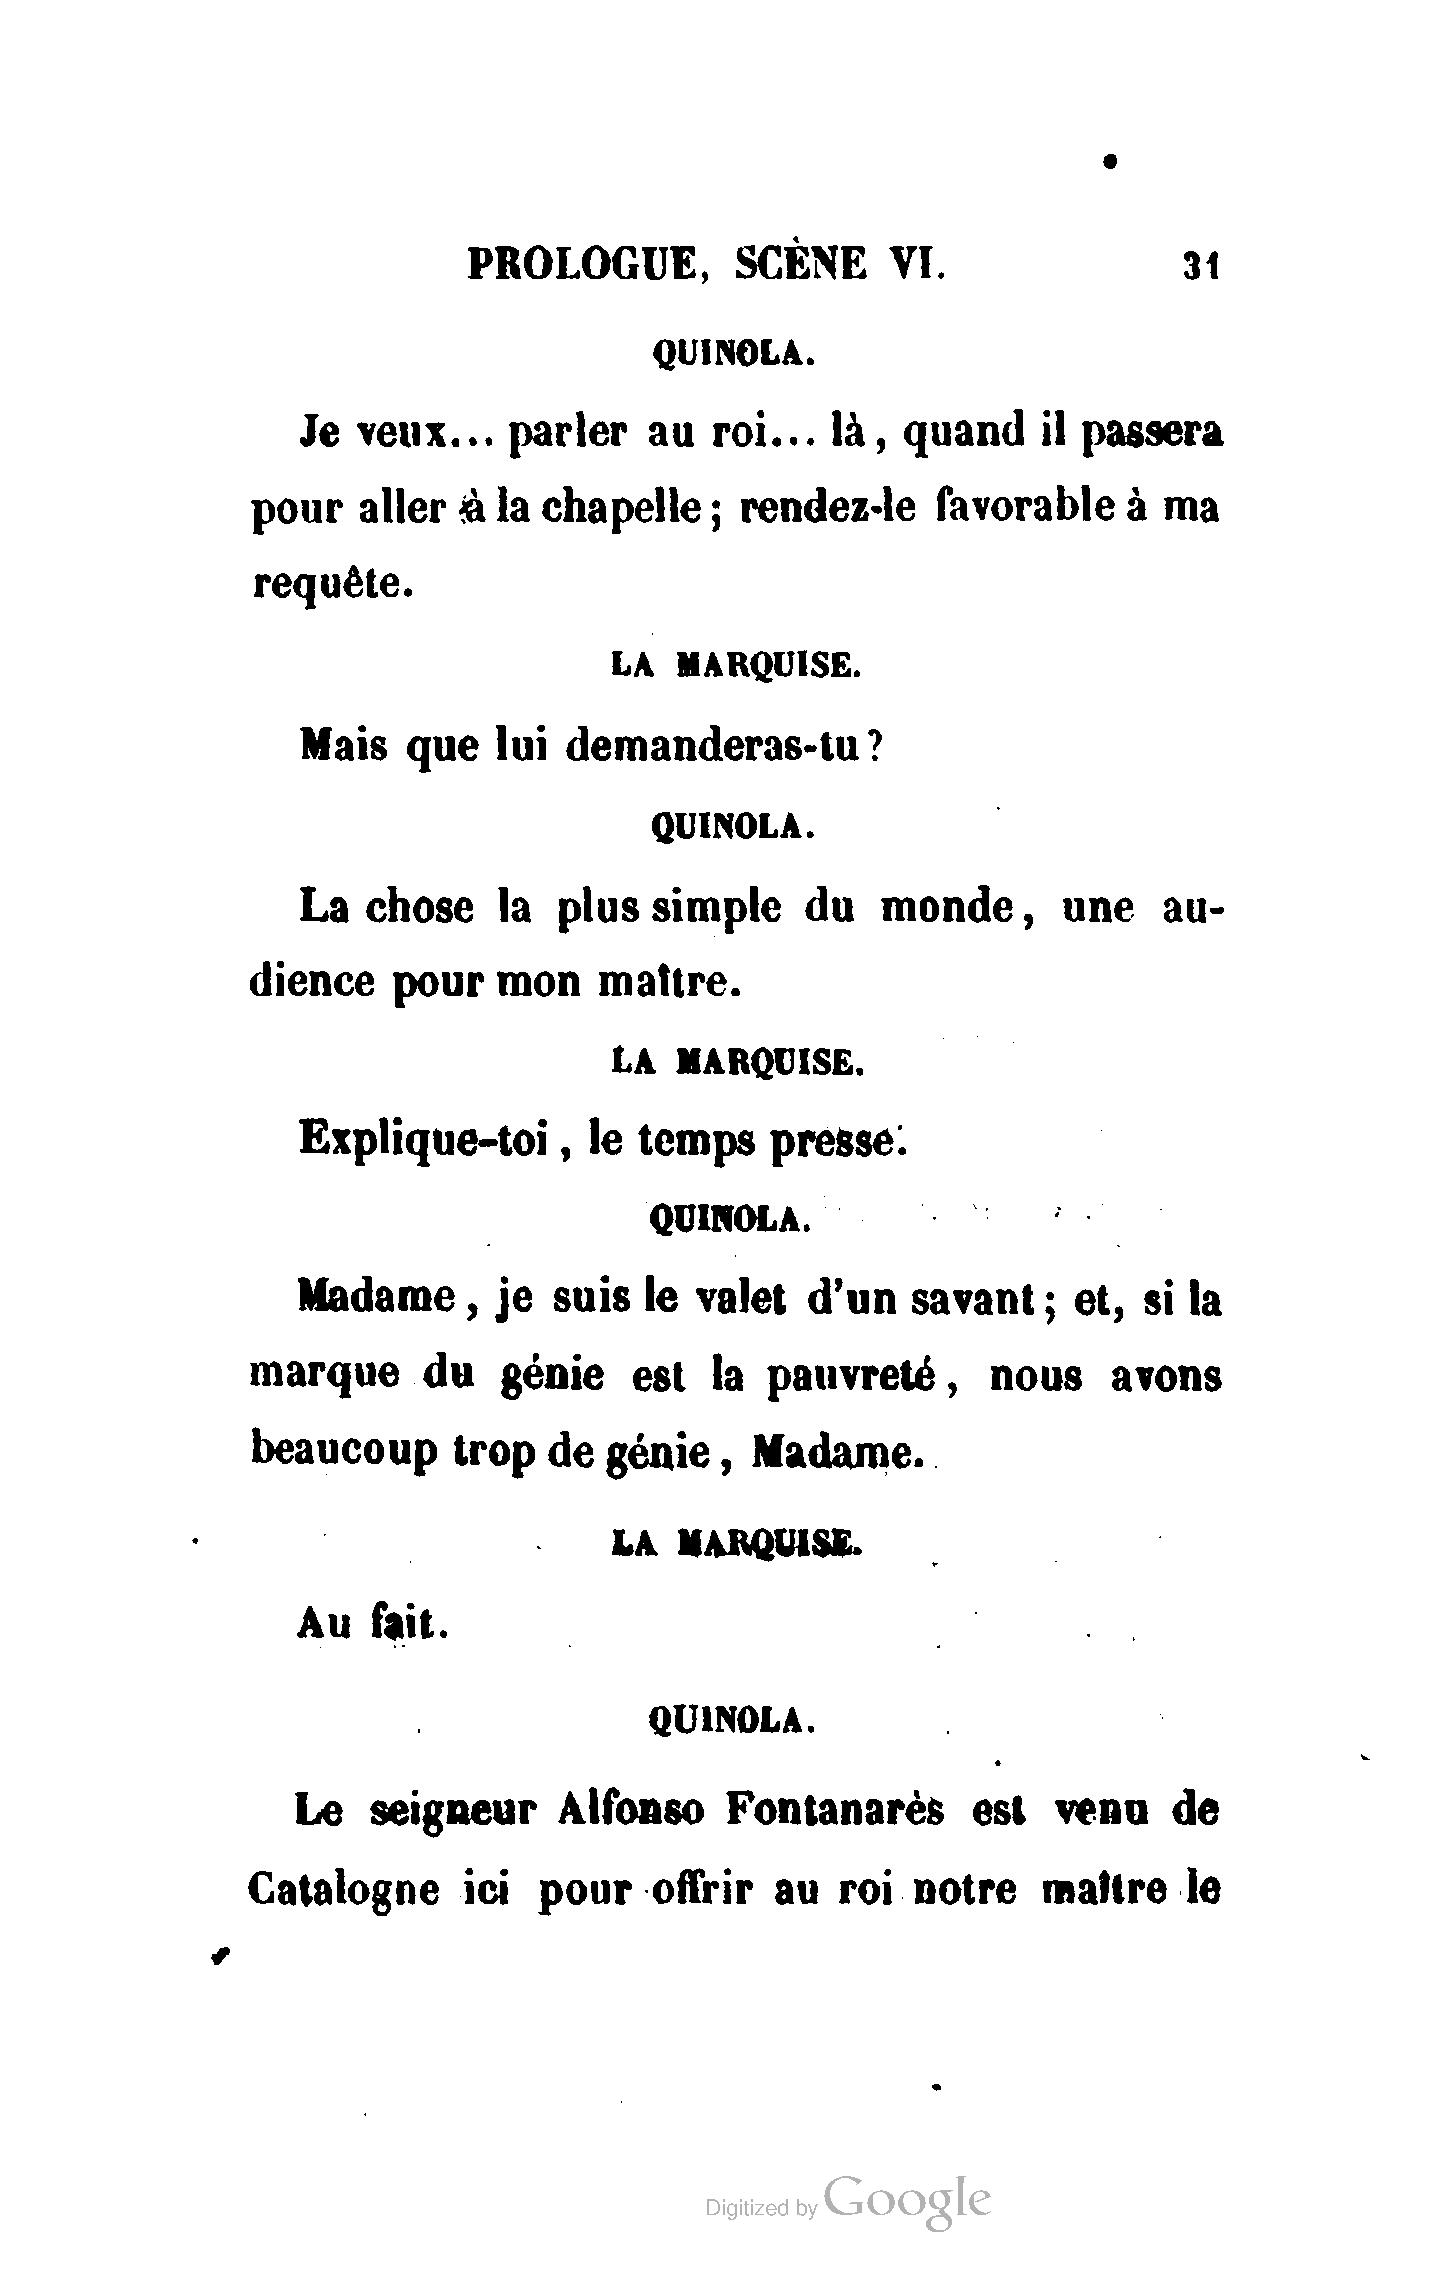 PROLOGUE, SCÈNE VI. 31
QUINOLA.
Je veux... parler au roi... là, quand il passera
pour aller à la chapelle; rendez-le favorable à ma
requête.
LA MARQUISE.
Mais que lui demanderas-tu?
QUINOLA.
La chose la plus simple du monde, une au-
dience pour mon maître.
LA MARQUISE.
Explique-toi, le temps presse.
QUINOLA.
Madame, je suis le valet d'un savant; et, si la
marque du génie est la pauvreté, nous avons
beaucoup trop de génie, Madame.
LA MARQUISE.
Au fait.
QUINOLA.
Le seigneur Alfonso Fontanarès est venu de
Catalogne ici pour offrir au roi notre maître le
Digitized by Google